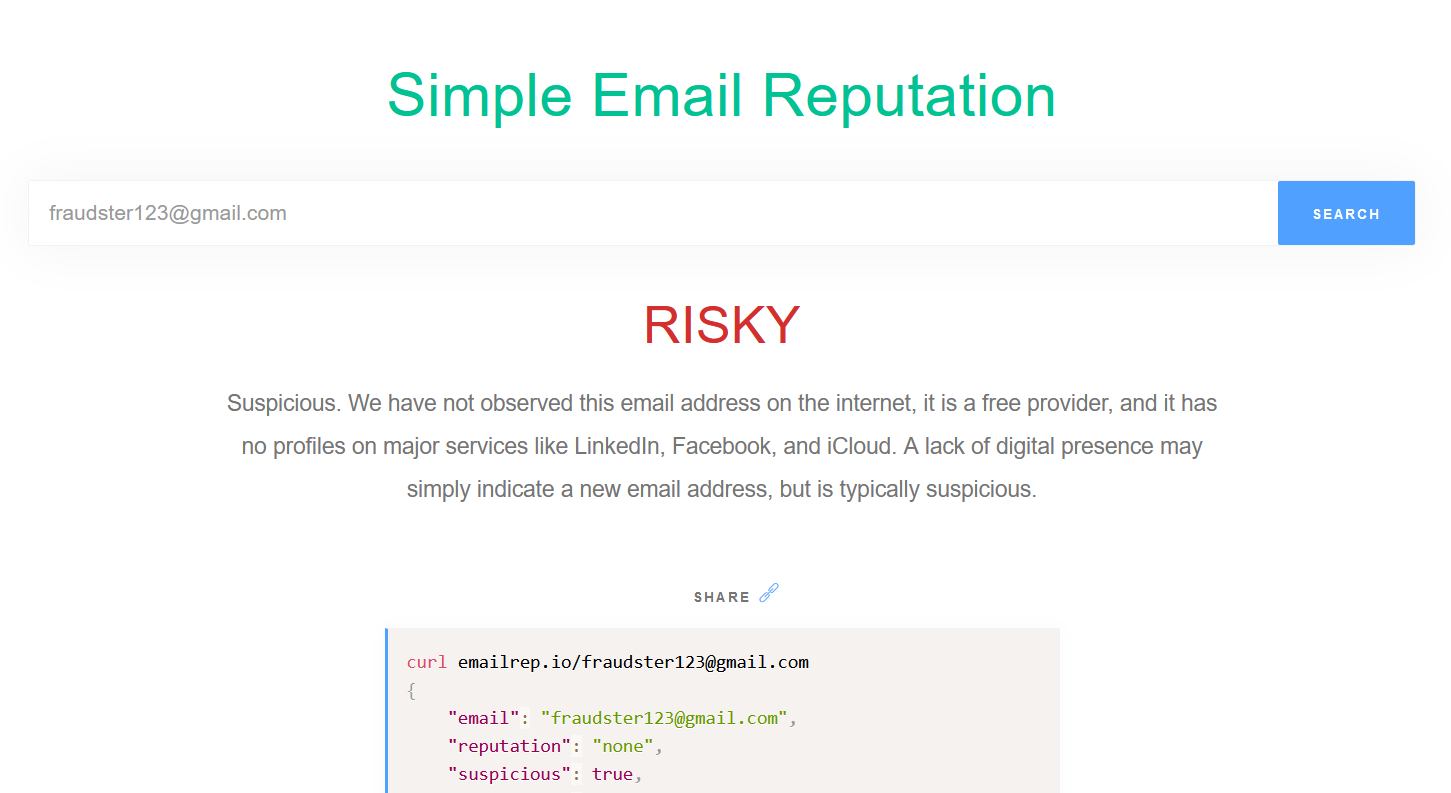 Simple Email Reputation
fraudster123@gmail.com
SEARCH
RISKY
Suspicious. We have not observed this email address on the internet, it is a free provider, and it has
no profiles on major services like LinkedIn, Facebook, and iCloud. A lack of digital presence may
simply indicate a new email address, but is typically suspicious.
SHARE
curl emailrep.io/fraudster123@gmail.com
{
    "email": "fraudster123@gmail.com",
    "reputation": "none",
    "suspicious": true,